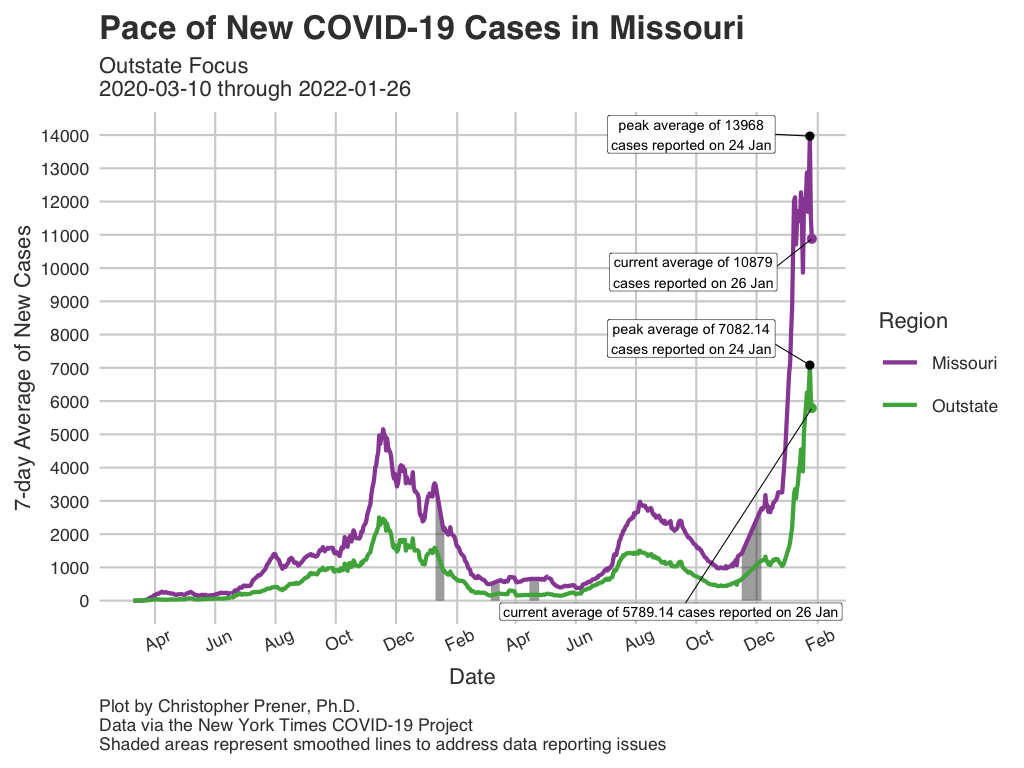 Pace of New COVID-19 Cases in Missouri
Outstate Focus
2020-03-10 through 2022-01-26
7-day Average of New Cases
14000
13000
12000
11000
10000
9000
8000
7000
6000
5000
4000
3000
2000
1000
0
peak average of 13968
cases reported on 24 Jan
current average of 10879
cases reported on 26 Jan
peak average of 7082.14
cases reported on 24 Jan
current average of 5789.14 cases reported on 26 Jan
Apr Jun Aug Oct Dec Feb Apr Jun Aug Oct Dec Feb
Date
Region
Missouri
Outstate
Plot by Christopher Prener, Ph.D.
Data via the New York Times COVID-19 Project
Shaded areas represent smoothed lines to address data reporting issues